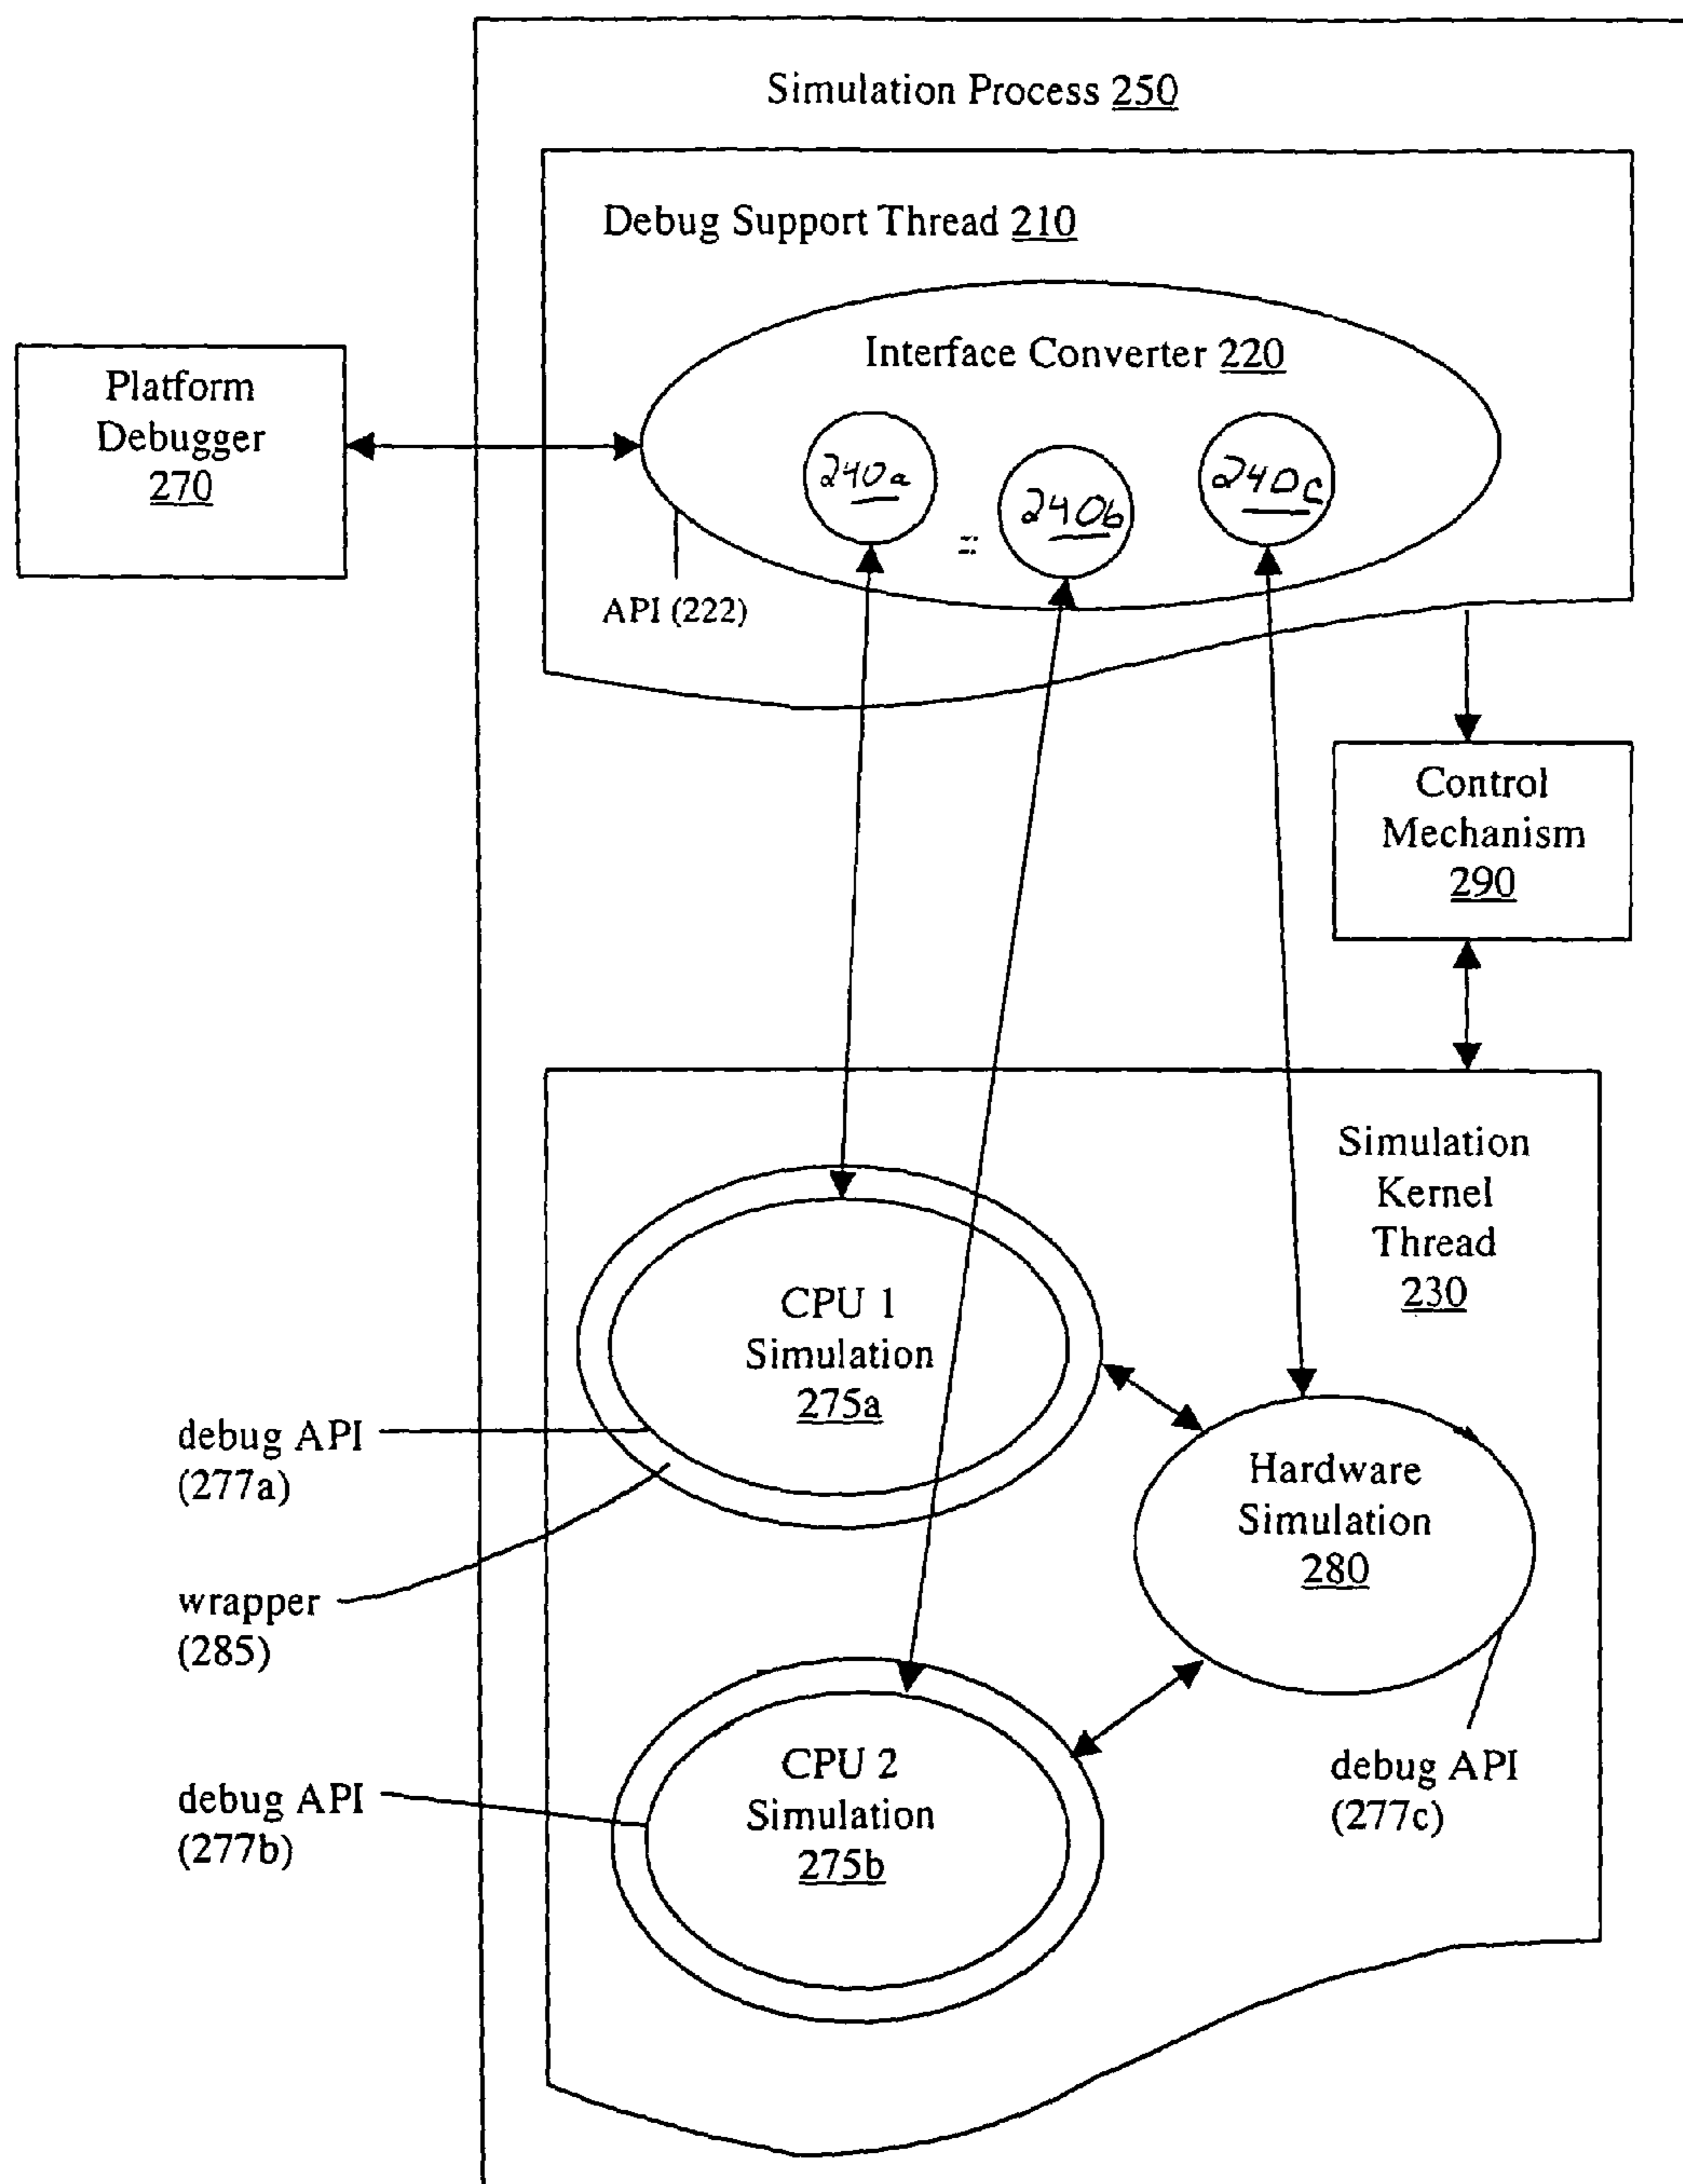 Simulation Process 250
Debug Support Thread 210
Interface Converter 220
Platform
Debugger
270
240a
240b
240c
API (222)
Control
Mechanism
290
Simulation
Kernel
Thread
230
CPU 1
Simulation
275a
debug API
(277a)
Hardware
Simulation
280
wrapper
(285)
CPU 2
Simulation
275b
debug API
(277b)
debug API
(277c)